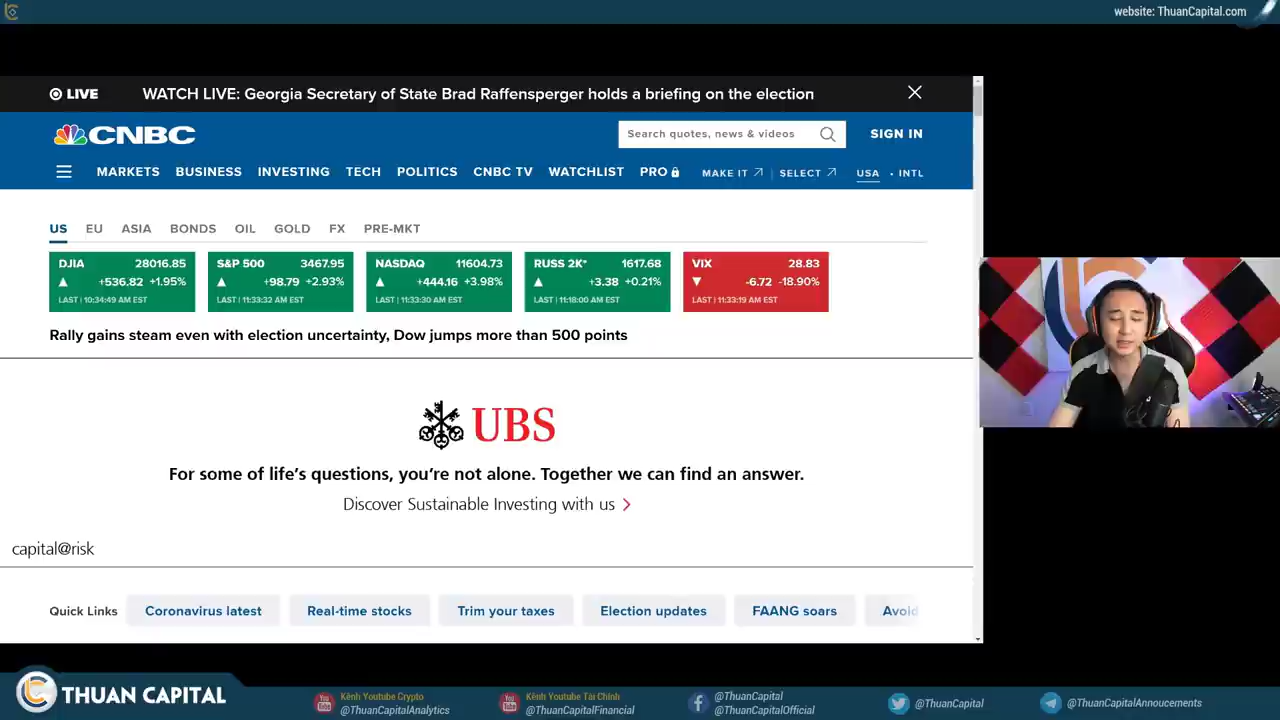 website: ThuanCapital.com
LIVE
WATCH LIVE: Georgia Secretary of State Brad Raffensperger holds a briefing on the election
CNBC
Search quotes, news & videos
SIGN IN
MARKETS BUSINESS INVESTING TECH POLITICS CNBC TV WATCHLIST PRO MAKE IT | SELECT USA • INTL
US EU ASIA BONDS OIL GOLD FX PRE-MKT
DJIA 28016.85
+536.82 +1.95%
LAST | 10:34:49 AM EST
S&P 500 3467.95
+98.79 +2.93%
LAST | 11:33:32 AM EST
NASDAQ 11604.73
+444.16 +3.98%
LAST | 11:33:30 AM EST
RUSS 2K* 1617.68
+3.38 +0.21%
LAST | 11:18:00 AM EST
VIX 28.83
-6.72 -18.90%
LAST | 11:33:19 AM EST
Rally gains steam even with election uncertainty, Dow jumps more than 500 points
UBS
For some of life's questions, you're not alone. Together we can find an answer.
Discover Sustainable Investing with us
capital@risk
Quick Links Coronavirus latest Real-time stocks Trim your taxes Election updates FAANG soars Avoid
THUAN CAPITAL
Kênh Youtube Crypto
@ThuanCapitalAnalytics
Kênh Youtube Tài Chính
@ThuanCapitalFinancial
@ThuanCapital
@ThuanCapitalOfficial
@ThuanCapital
@ThuanCapitalAnnoucements